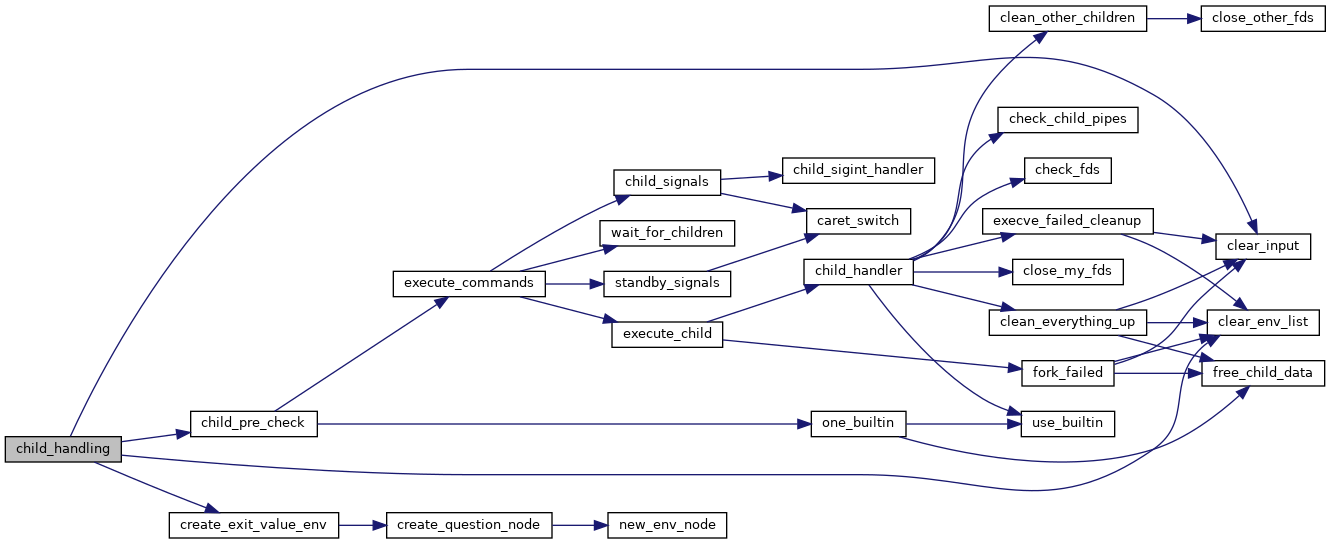 clean_other_children
close_other_fds
check_child_pipes
child_signals
child_sigint_handler
check_fds
wait_for_children
caret_switch
execve_failed_cleanup
clear_input
execute_commands
standby_signals
child_handler
close_my_fds
execute_child
clean_everything_up
clear_env_list
fork_failed
free_child_data
child_handling
child_pre_check
one_builtin
use_builtin
create_exit_value_env
create_question_node
new_env_node